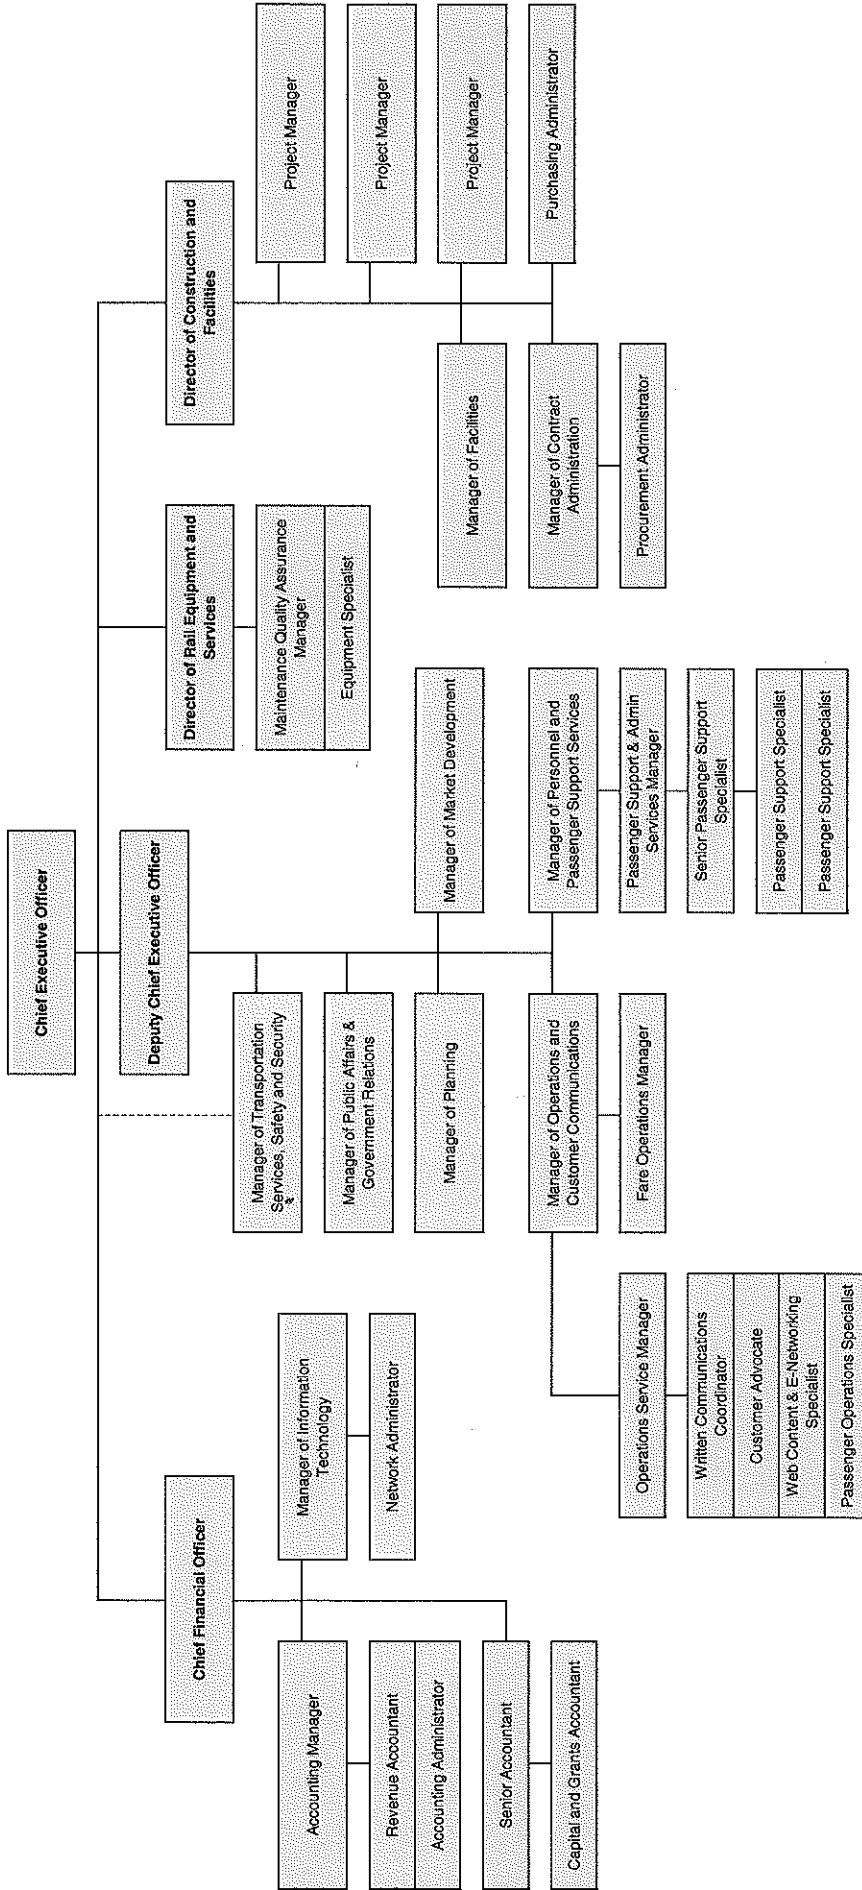 Chief Executive Officer
Deputy Chief Executive Officer
Chief Financial Officer
Director of Rail Equipment and
Services
Director of Construction and
Facilities
Accounting Manager
Revenue Accountant
Accounting Administrator
Senior Accountant
Capital and Grants Accountant
Manager of Information
Technology
Network Administrator
Manager of Transportation
Services, Safety and Security
Manager of Public Affairs &
Government Relations
Manager of Planning
Manager of Market Development
Manager of Operations and
Customer Communications
Operations Service Manager
Written Communications
Coordinator
Customer Advocate
Web Content & E-Networking
Specialist
Passenger Operations Specialist
Fare Operations Manager
Manager of Personnel and
Passenger Support Services
Passenger Support & Admin
Services Manager
Senior Passenger Support
Specialist
Passenger Support Specialist
Passenger Support Specialist
Maintenance Quality Assurance
Manager
Equipment Specialist
Project Manager
Project Manager
Manager of Facilities
Project Manager
Manager of Contract
Administration
Purchasing Administrator
Procurement Administrator